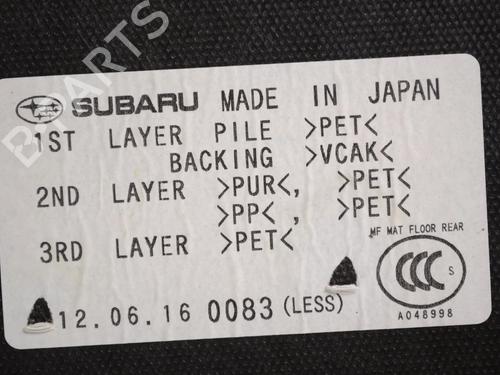 B PARTS
SUBARU MADE IN JAPAN
1ST LAYER PILE >PET<
BACKING >VCAK<
2ND LAYER >PUR<, >PET<
>PP<, >PET<
3RD LAYER >PET<
MF MAT FLOOR REAR
CCC S
A048998
12.06.16 0083 (LESS)